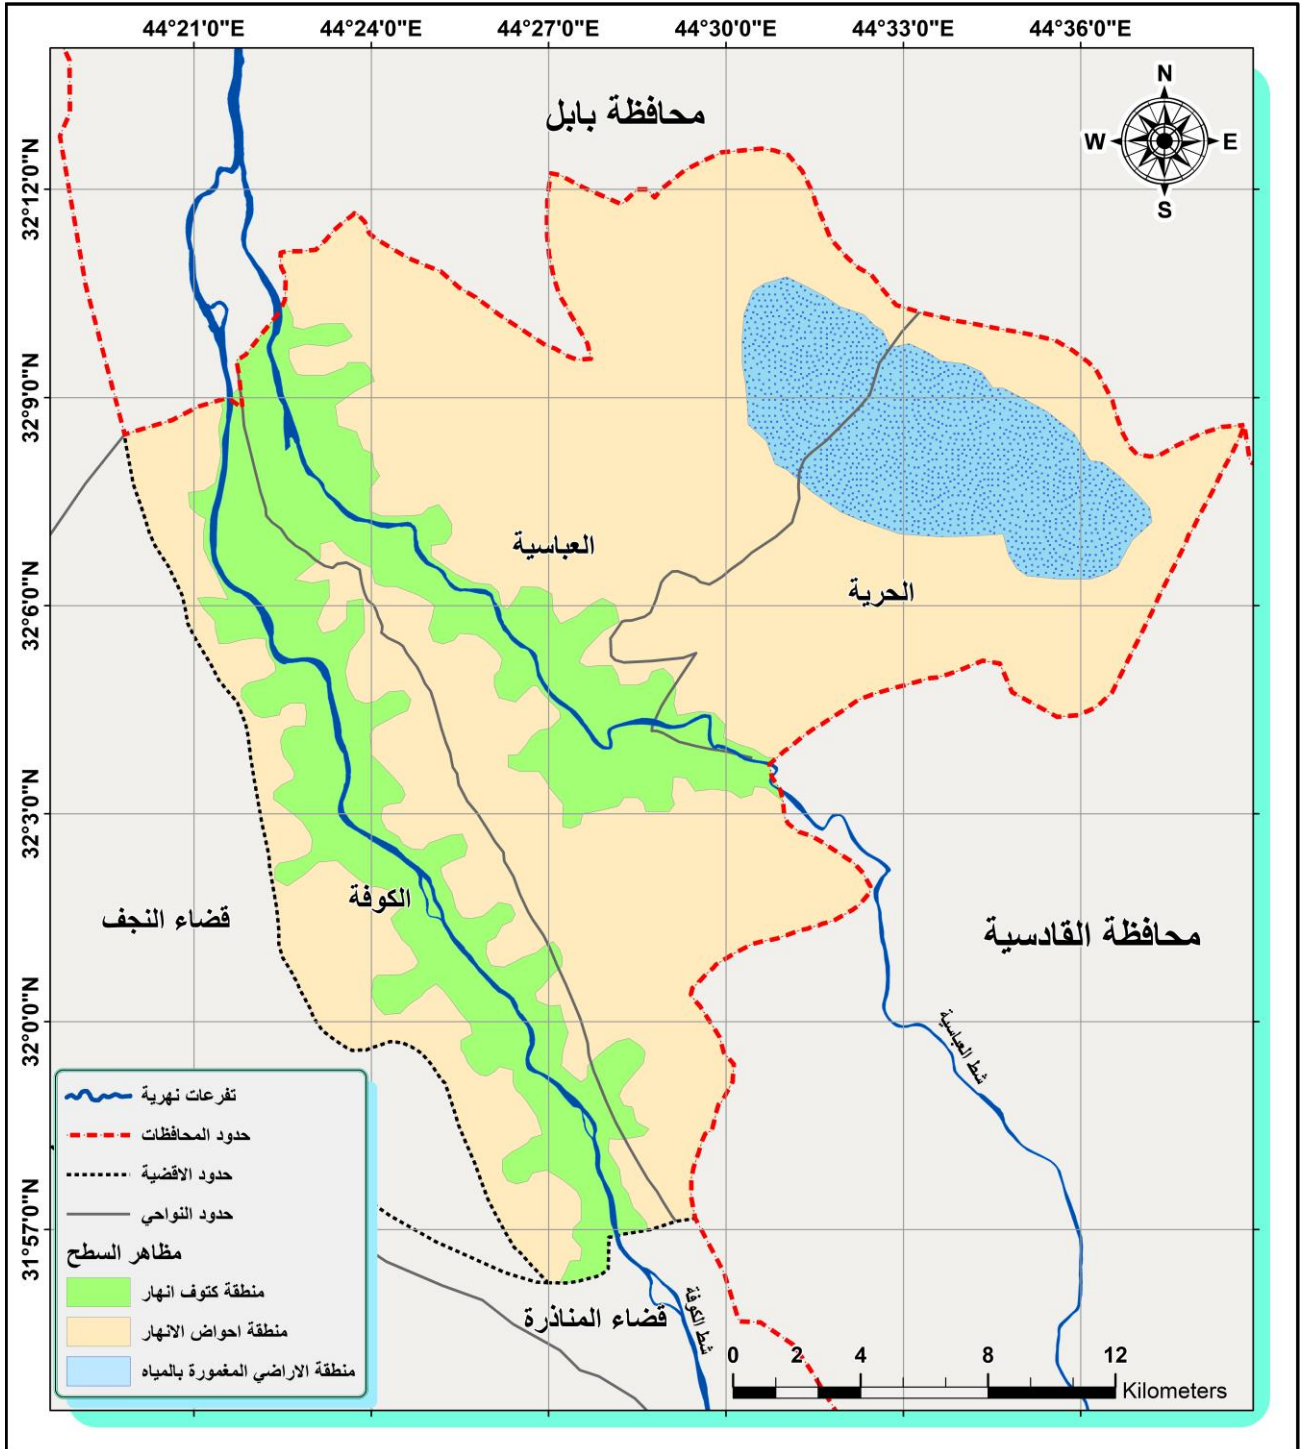 44°21'0"E 44°24'0"E 44°27'0"E 44°30'0"E 44°33'0"E 44°36'0"E
N
W E
S
محافظة بابل
32°12'0"N
32°9'0"N
32°6'0"N
32°3'0"N
32°0'0"N
31°57'0"N
العباسية
الحرية
الكوفة
قضاء النجف
محافظة القادسية
شط العباسية
قضاء المناذرة
شط الكوفة
تفرعات نهرية
حدود المحافظات
حدود الاقضية
حدود النواحي
مظاهر السطح
منطقة كتوف انهار
منطقة احواض الانهار
منطقة الاراضي المغمورة بالمياه
0 2 4 8 12
Kilometers